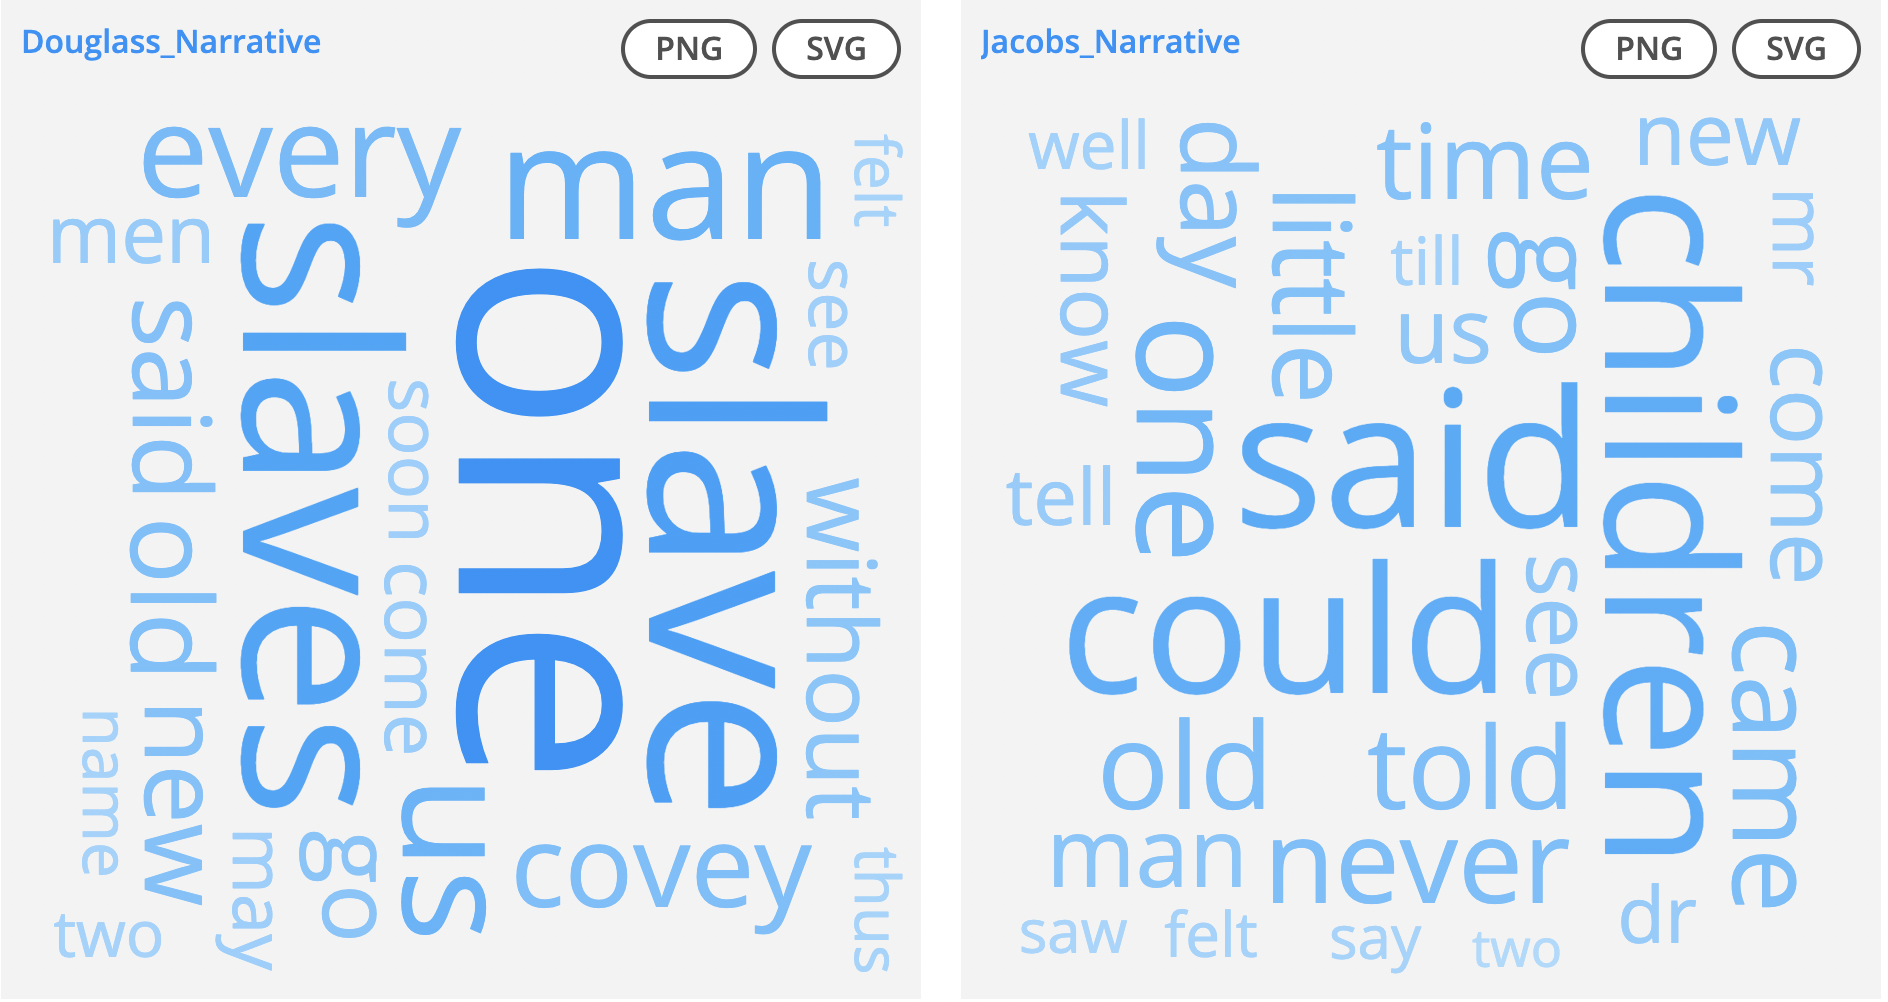 Douglass_Narrative
PNG
SVG
every
man
felt
men
slaves
one
slave
see
said
soon
without
old
come
new
name
us
may
go
covey
thus
two
Jacobs_Narrative
PNG
SVG
well
day
time
new
know
little
till
go
children
mr
us
one
said
come
tell
could
see
came
old
told
man
never
dr
saw
felt
say
two